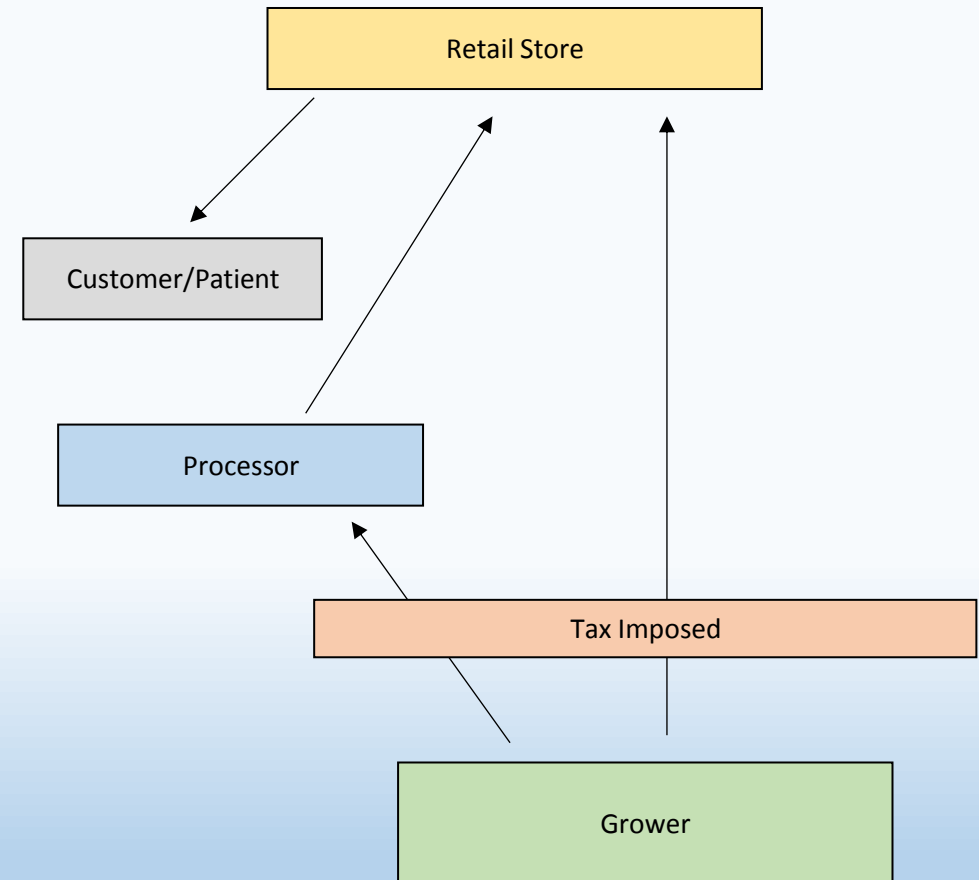 Retail Store
Customer/Patient
Processor
Tax Imposed
Grower